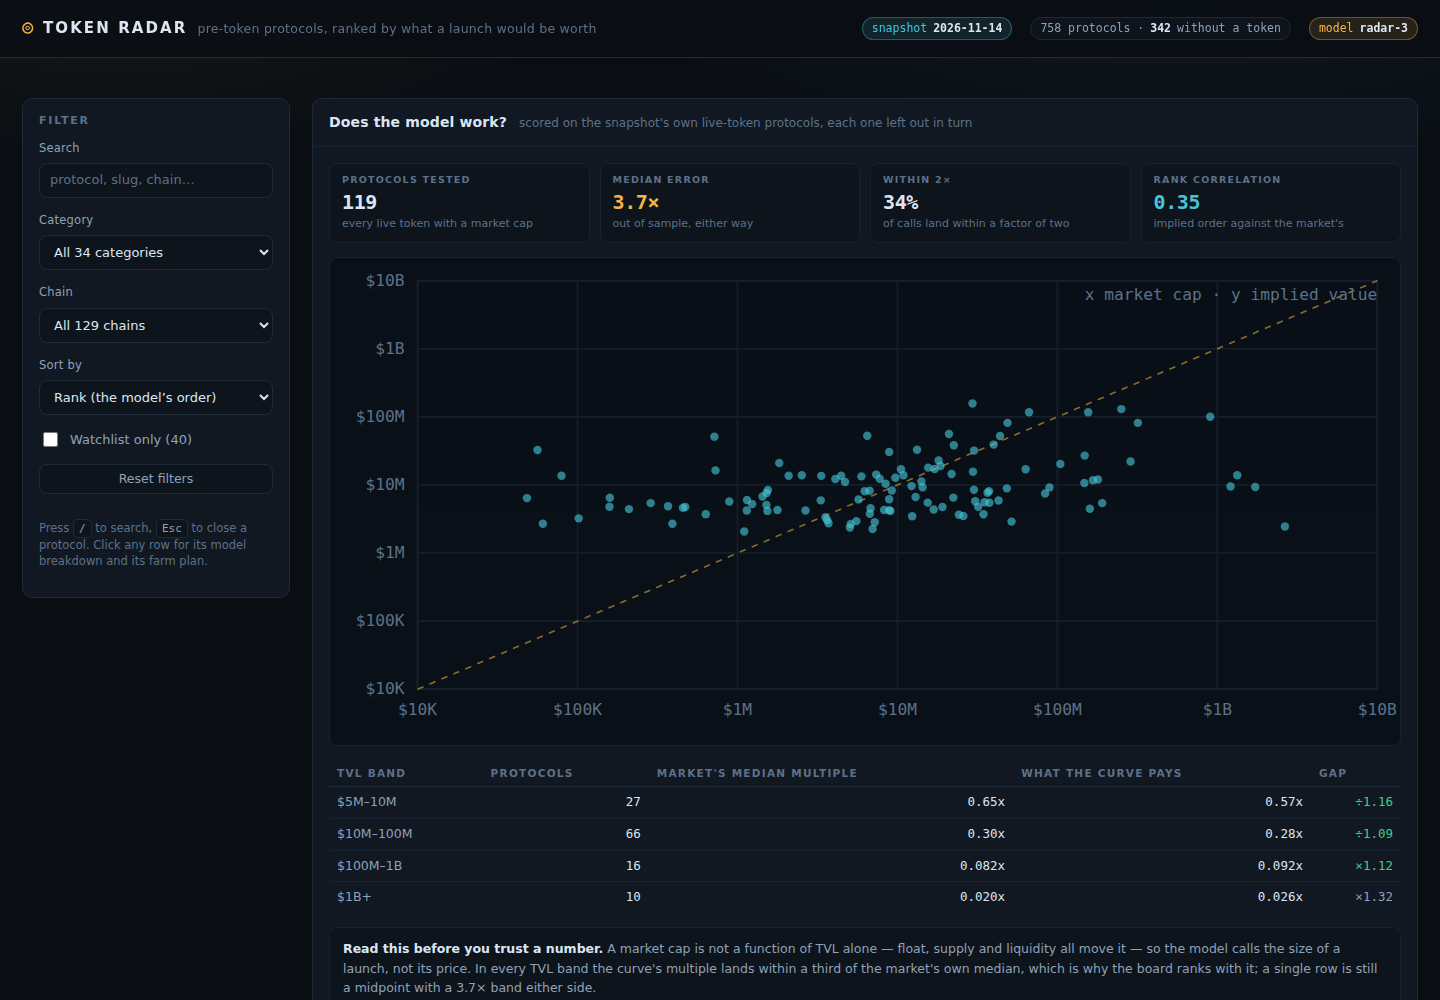 TOKEN RADAR pre-token protocols, ranked by what a launch would be worth
snapshot 2026-11-14
758 protocols · 342 without a token
model radar-3
FILTER
Search
protocol, slug, chain…
Category
All 34 categories
Chain
All 129 chains
Sort by
Rank (the model’s order)
Watchlist only (40)
Reset filters
Press / to search, Esc to close a
protocol. Click any row for its model
breakdown and its farm plan.
Does the model work? scored on the snapshot's own live-token protocols, each one left out in turn
PROTOCOLS TESTED
119
every live token with a market cap
MEDIAN ERROR
3.7×
out of sample, either way
WITHIN 2×
34%
of calls land within a factor of two
RANK CORRELATION
0.35
implied order against the market's
x market cap · y implied value
$10B
$1B
$100M
$10M
$1M
$100K
$10K
$10K $100K $1M $10M $100M $1B $10B
TVL BAND PROTOCOLS MARKET'S MEDIAN MULTIPLE WHAT THE CURVE PAYS GAP
$5M–10M 27 0.65x 0.57x ÷1.16
$10M–100M 66 0.30x 0.28x ÷1.09
$100M–1B 16 0.082x 0.092x ×1.12
$1B+ 10 0.020x 0.026x ×1.32
Read this before you trust a number. A market cap is not a function of TVL alone — float, supply and liquidity all move it — so the model calls the size of a
launch, not its price. In every TVL band the curve's multiple lands within a third of the market's own median, which is why the board ranks with it; a single row is still
a midpoint with a 3.7× band either side.